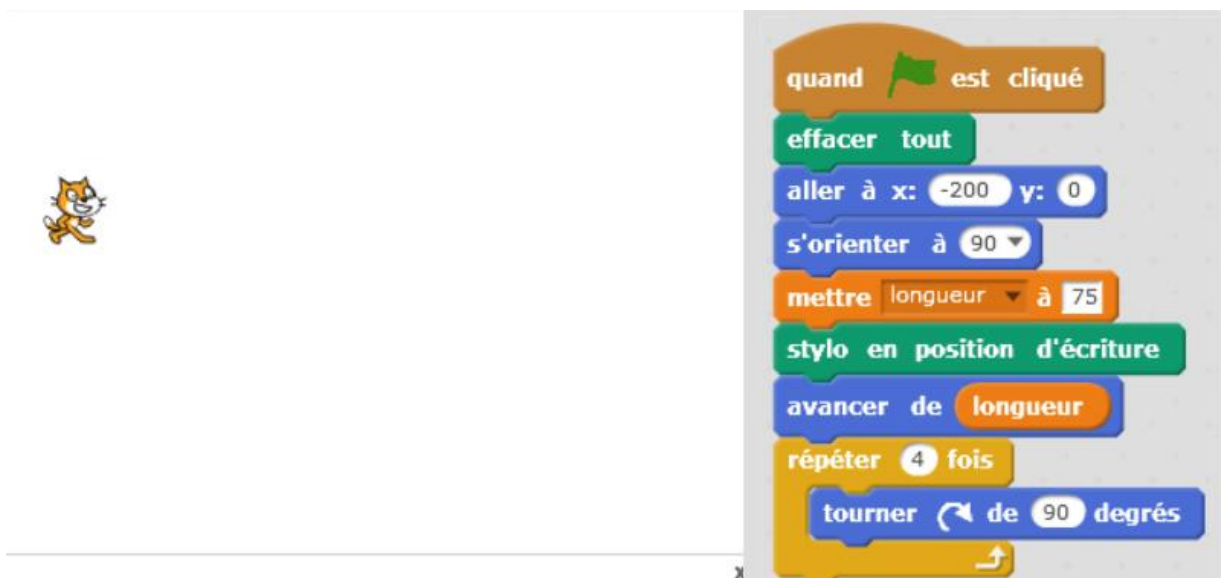 quand est cliqué
effacer tout
aller à x: -200 y: 0
s'orienter à 90
mettre longueur à 75
stylo en position d'écriture
avancer de longueur
répéter 4 fois
tourner de 90 degrés
x